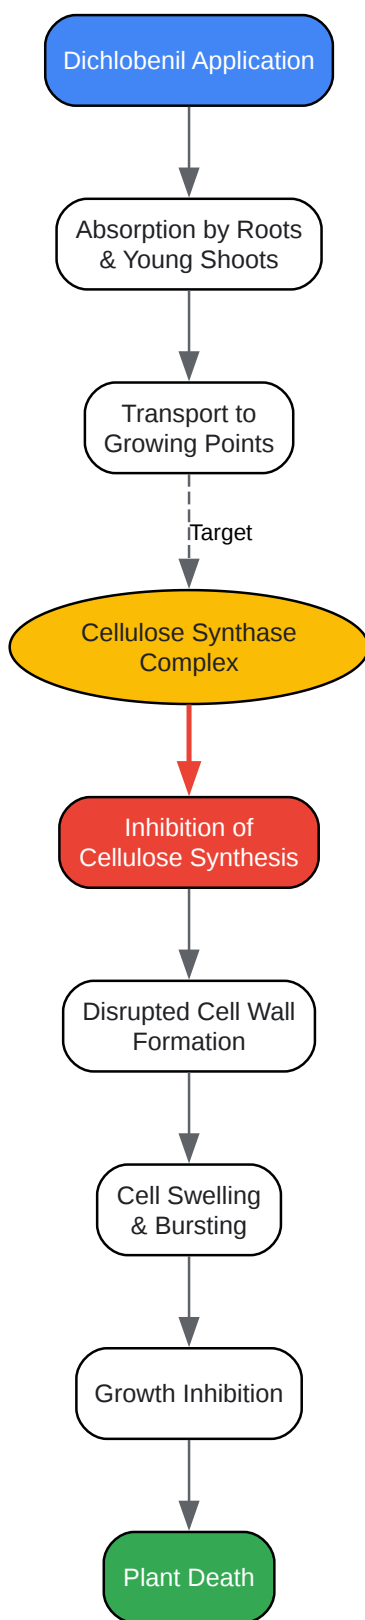 Dichlobenil Application
Absorption by Roots
& Young Shoots
Transport to
Growing Points
Target
Cellulose Synthase
Complex
Inhibition of
Cellulose Synthesis
Disrupted Cell Wall
Formation
Cell Swelling
& Bursting
Growth Inhibition
Plant Death